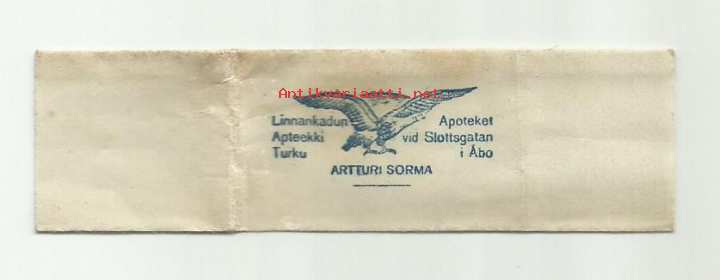 Antikvariaatti.net
Linnankadun Apoteket
Apteekki vid Slottsgatan
Turku i Åbo
ARTTURI SORMA